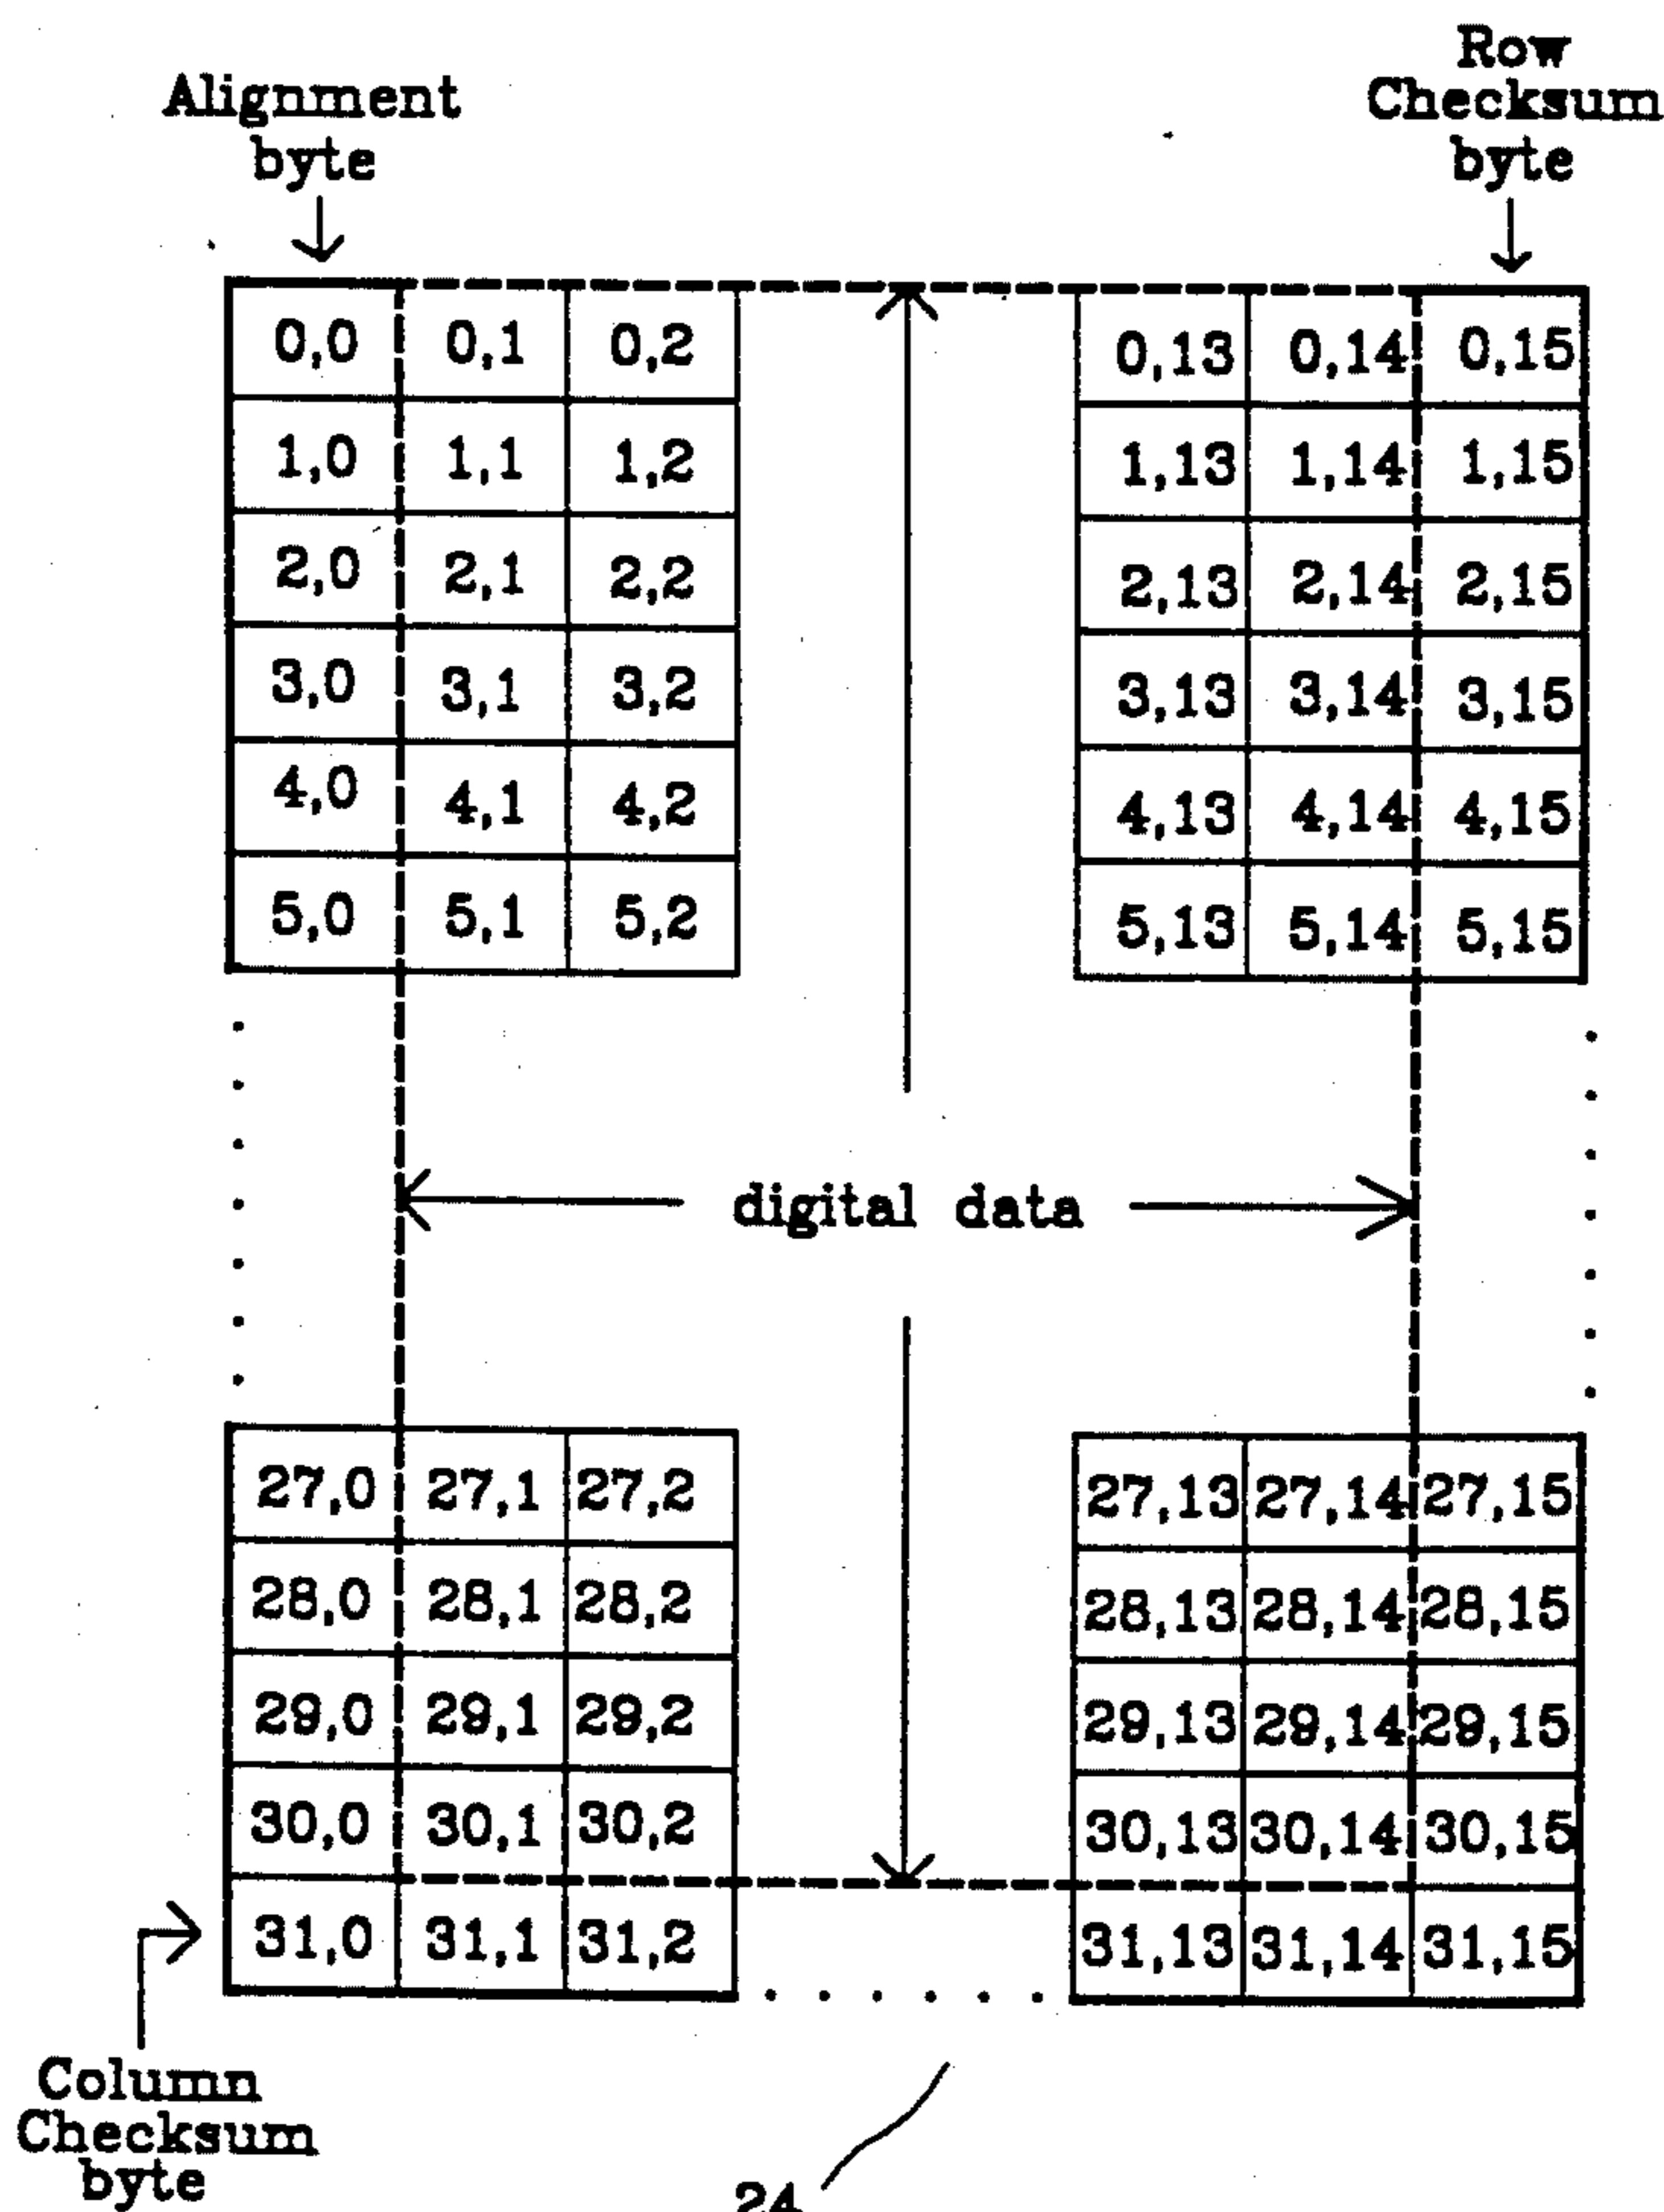 Alignment
byte
Row
Checksum
byte
0,0 0,1 0,2 0,13 0,14 0,15
1,0 1,1 1,2 1,13 1,14 1,15
2,0 2,1 2,2 2,13 2,14 2,15
3,0 3,1 3,2 3,13 3,14 3,15
4,0 4,1 4,2 4,13 4,14 4,15
5,0 5,1 5,2 5,13 5,14 5,15
digital data
27,0 27,1 27,2 27,13 27,14 27,15
28,0 28,1 28,2 28,13 28,14 28,15
29,0 29,1 29,2 29,13 29,14 29,15
30,0 30,1 30,2 30,13 30,14 30,15
31,0 31,1 31,2 31,13 31,14 31,15
Column
Checksum
byte
24